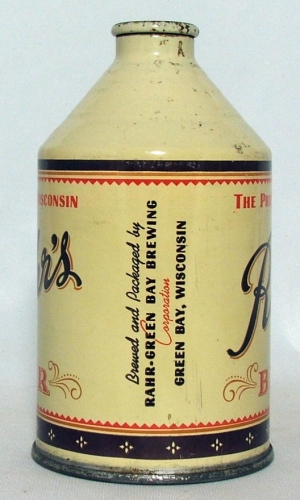 WISCONSIN
Brewed and Packaged by
RAHR-GREEN BAY BREWING
Corporation
GREEN BAY, WISCONSIN
THE